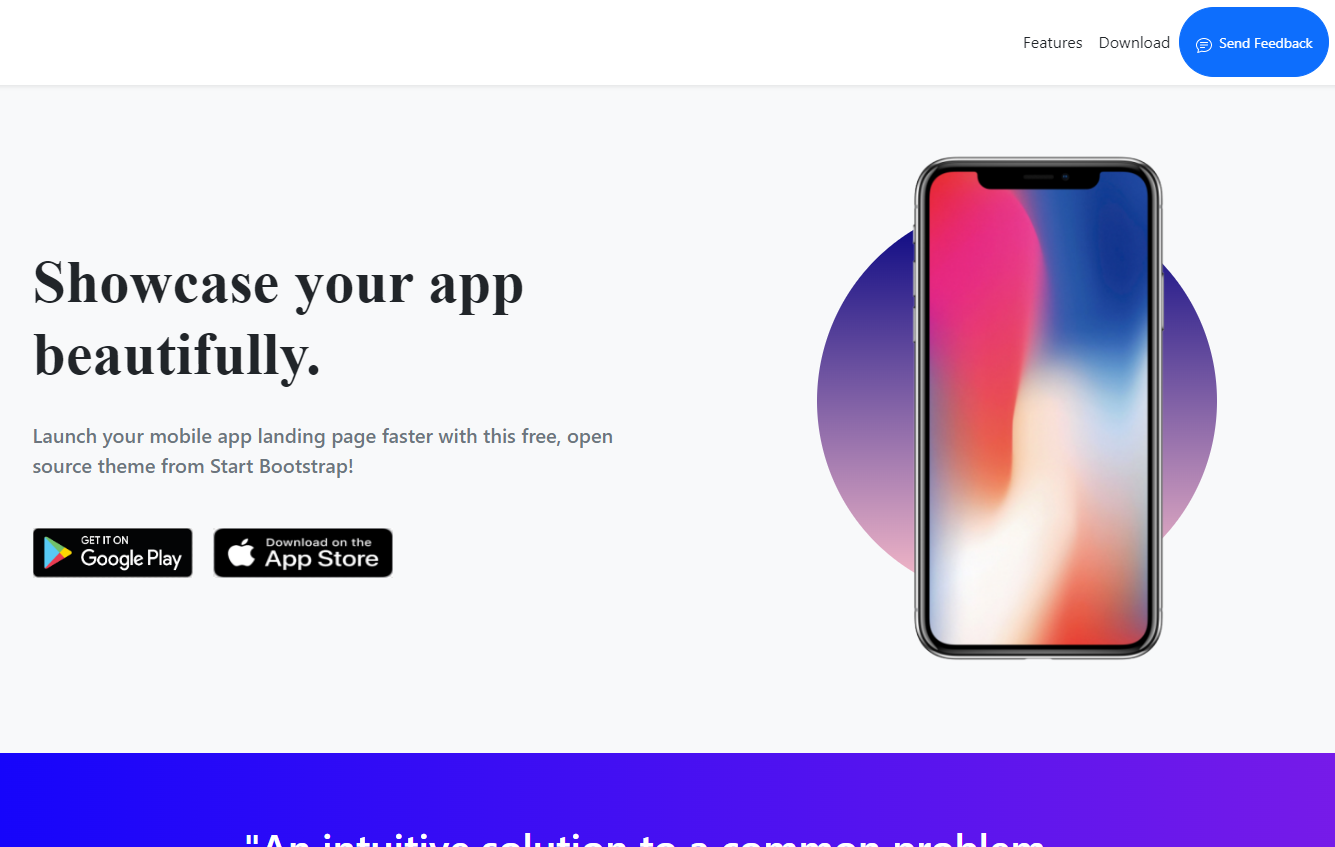 Features Download Send Feedback
Showcase your app
beautifully.
Launch your mobile app landing page faster with this free, open
source theme from Start Bootstrap!
GET IT ON
Google Play
Download on the
App Store
"An intuitive solution to a common problem